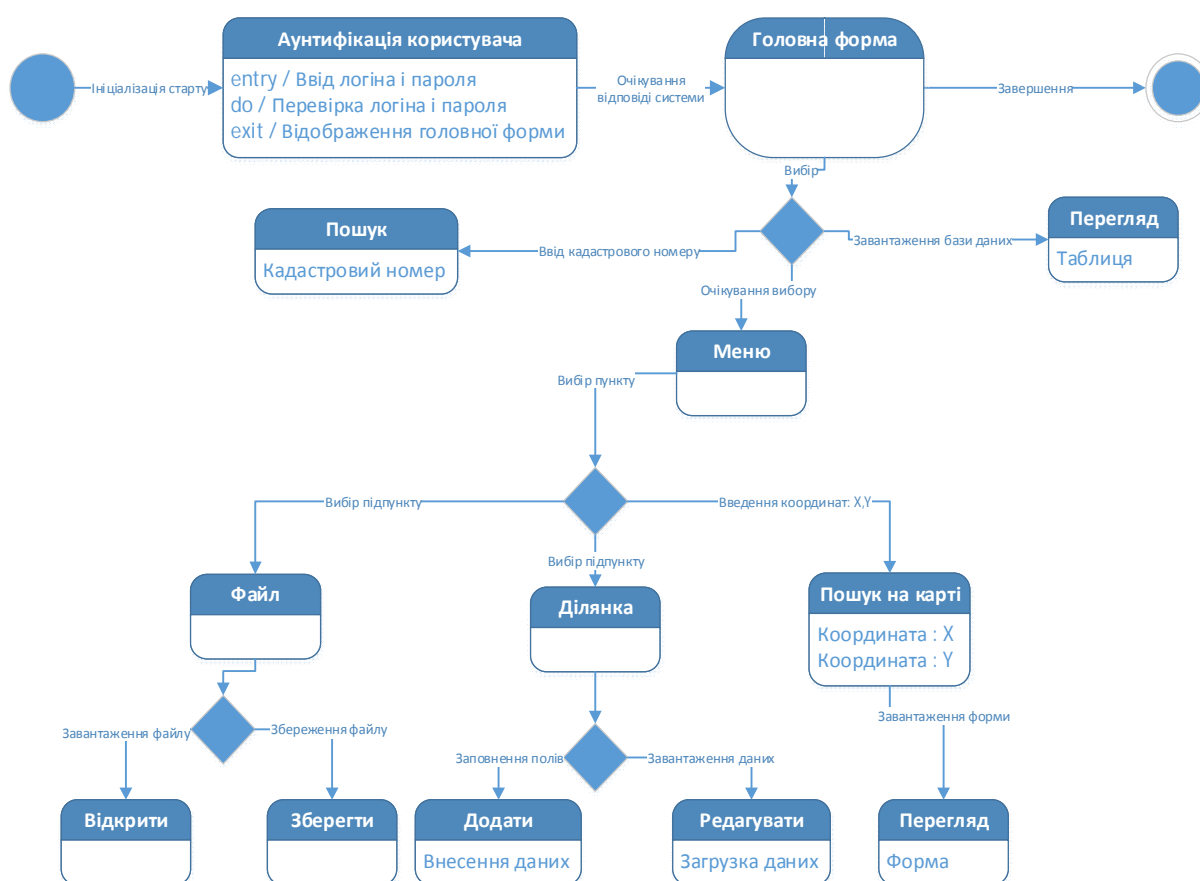 Аунтифікація користувача
entry / Ввід логіна і пароля
do / Перевірка логіна і пароля
exit / Відображення головної форми
Ініціалізація старту
Очікування
відповіді системи
Головна форма
Завершення
Вибір
Пошук
Кадастровий номер
Ввід кадастрового номеру
Завантаження бази даних
Перегляд
Таблиця
Очікування вибору
Меню
Вибір пункту
Вибір підпункту
Введення координат: X,Y
Вибір підпункту
Файл
Ділянка
Пошук на карті
Координата : X
Координата : Y
Завантаження файлу
Збереження файлу
Заповнення полів
Завантаження даних
Завантаження форми
Відкрити
Зберегти
Додати
Внесення даних
Редагувати
Загрузка даних
Перегляд
Форма